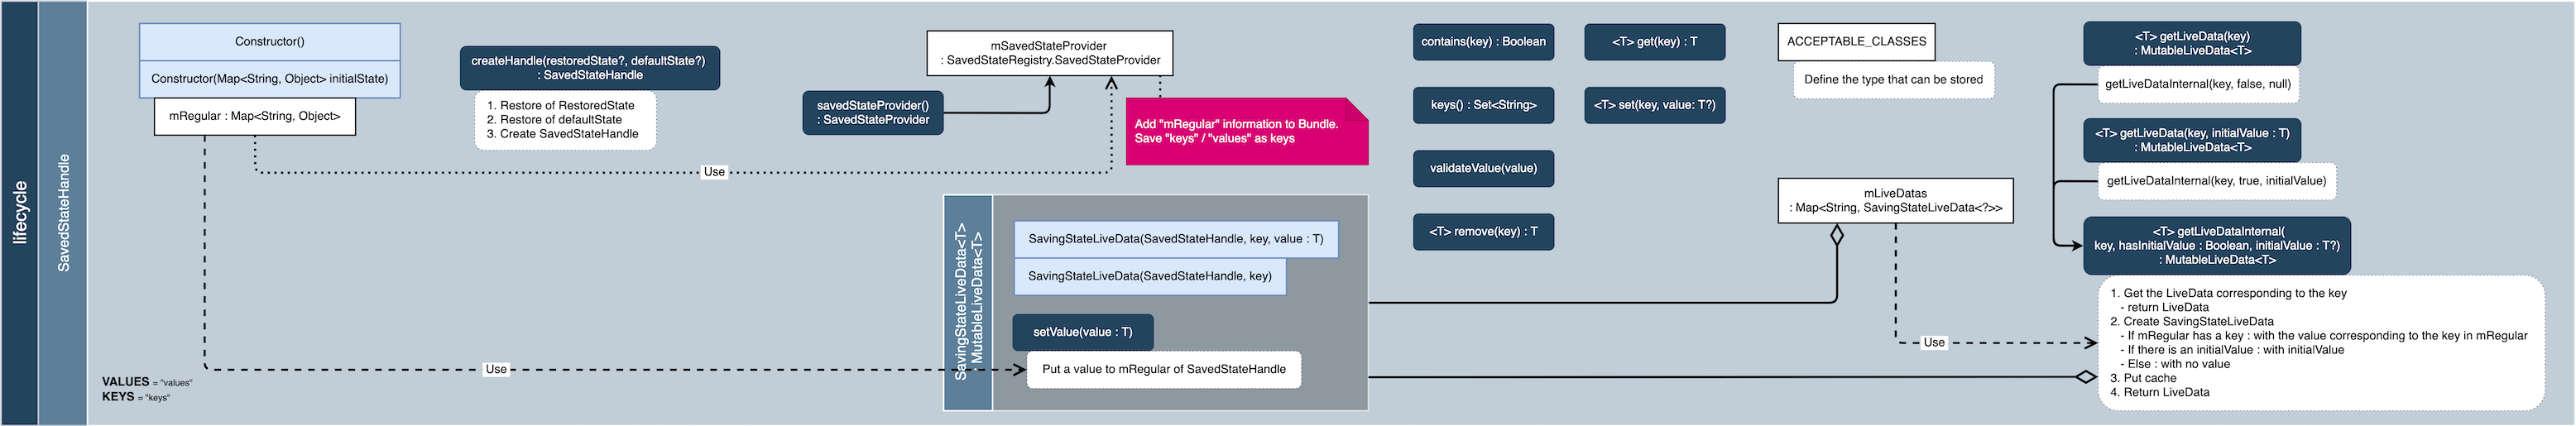 lifecycle
SavedStateHandle
Constructor()
Constructor(Map<String, Object> initialState)
mRegular : Map<String, Object>
createHandle(restoredState?, defaultState?)
: SavedStateHandle
1. Restore of RestoredState
2. Restore of defaultState
3. Create SavedStateHandle
mSavedStateProvider
: SavedStateRegistry.SavedStateProvider
savedStateProvider()
: SavedStateProvider
Add "mRegular" information to Bundle.
Save "keys" / "values" as keys
Use
contains(key) : Boolean
<T> get(key) : T
keys() : Set<String>
<T> set(key, value: T?)
validateValue(value)
<T> remove(key) : T
ACCEPTABLE_CLASSES
Define the type that can be stored
mLiveDatas
: Map<String, SavingStateLiveData<?>>
<T> getLiveData(key)
: MutableLiveData<T>
getLiveDataInternal(key, false, null)
<T> getLiveData(key, initialValue : T)
: MutableLiveData<T>
getLiveDataInternal(key, true, initialValue)
<T> getLiveDataInternal(
key, hasInitialValue : Boolean, initialValue : T?)
: MutableLiveData<T>
1. Get the LiveData corresponding to the key
- return LiveData
2. Create SavingStateLiveData
- If mRegular has a key : with the value corresponding to the key in mRegular
- If there is an initialValue : with initialValue
- Else : with no value
3. Put cache
4. Return LiveData
Use
SavingStateLiveData<T>
: MutableLiveData<T>
SavingStateLiveData(SavedStateHandle, key, value : T)
SavingStateLiveData(SavedStateHandle, key)
setValue(value : T)
Put a value to mRegular of SavedStateHandle
Use
VALUES = "values"
KEYS = "keys"